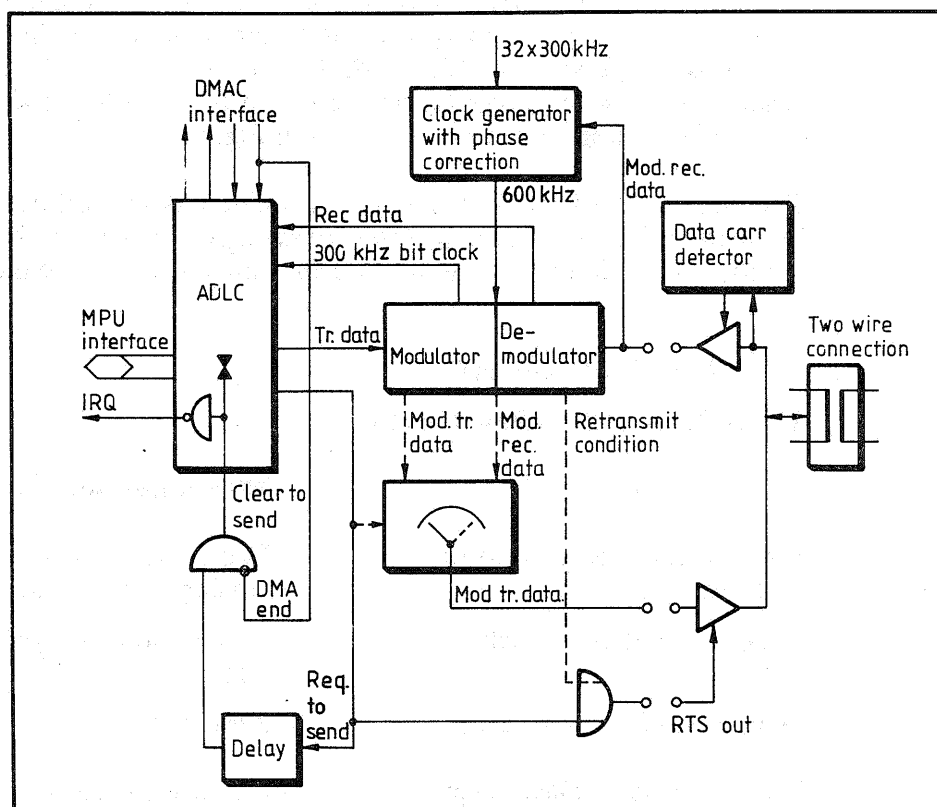 32x300kHz
DMAC
interface
Clock generator
with phase
correction
Mod. rec.
data
600 kHz
Rec data
300 kHz bit clock
Data carr
detector
ADLC
MPU
interface
Tr. data
Modulator
De-
modulator
Two wire
connection
IRQ
Mod. tr.
data
Mod.
rec.
data
Retransmit
condition
Clear to
send
DMA
end
Mod tr. data.
Req.
to
send
Delay
RTS out